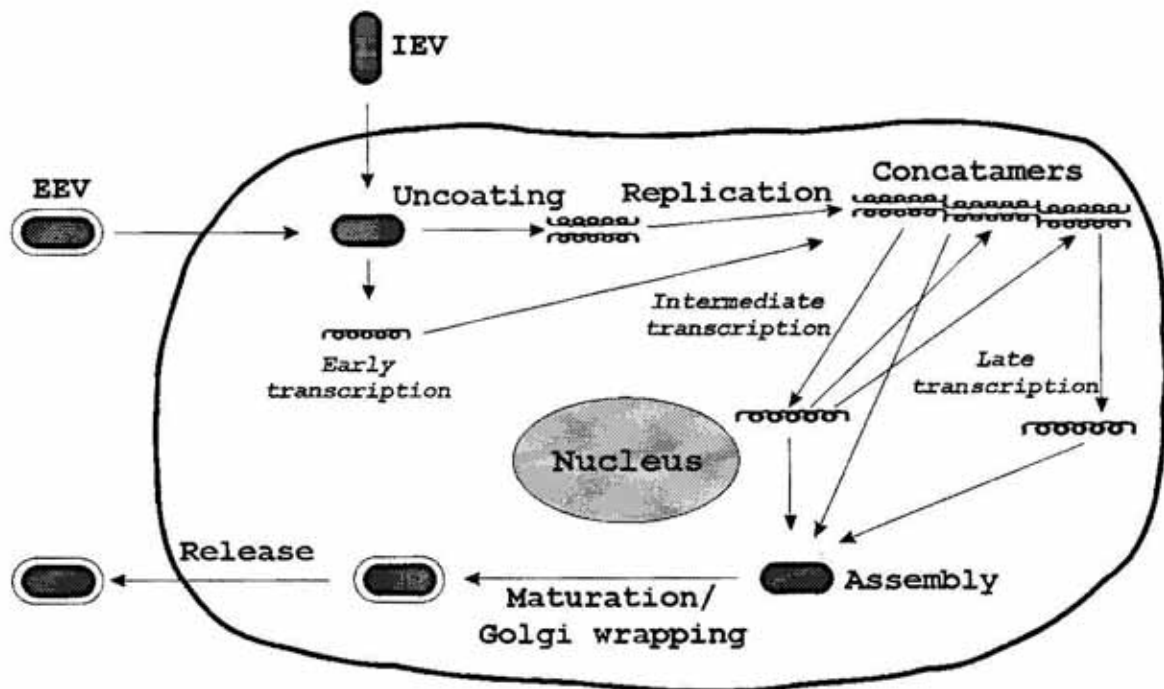 IEV
EEV
Uncoating
Replication
Concatamers
Intermediate
transcription
Early
transcription
Late
transcription
Nucleus
Release
Maturation/
Golgi wrapping
Assembly